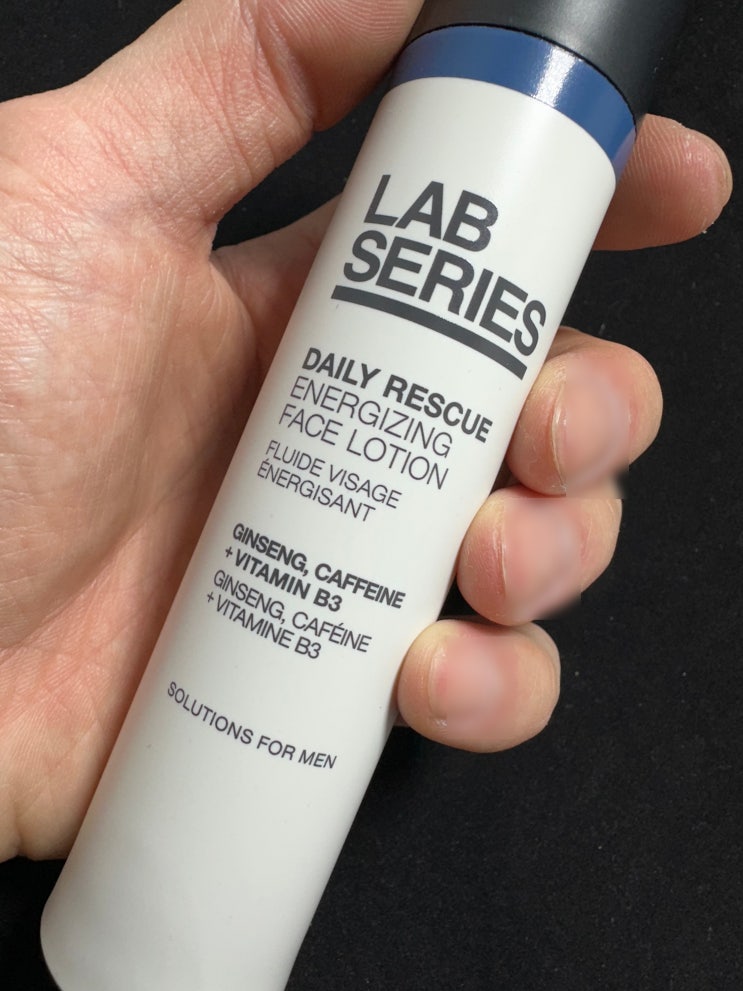 LAB
SERIES
DAILY RESCUE
ENERGIZING
FACE LOTION
FLUIDE VISAGE
ÉNERGISANT
GINSENG, CAFFEINE
+ VITAMIN B3
GINSENG, CAFÉINE
+ VITAMINE B3
SOLUTIONS FOR MEN